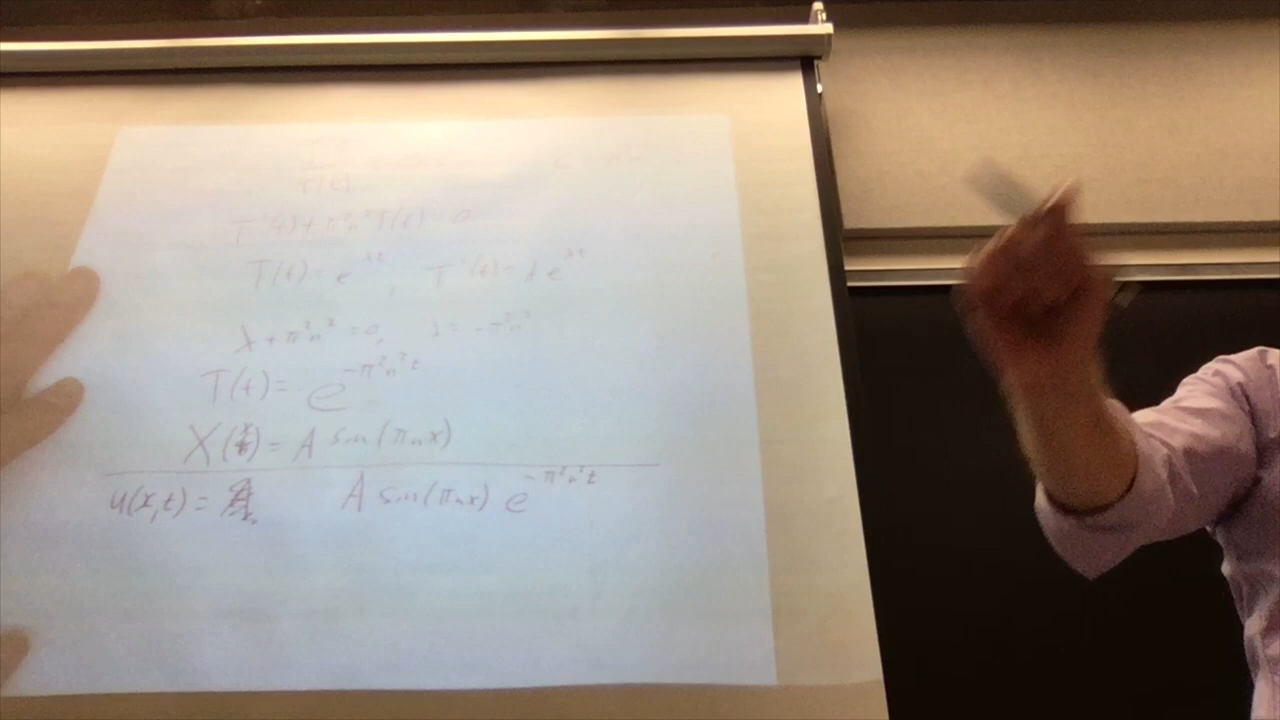 T(t)
T'(t) + π²n²T(t) = 0
T(t) = e^λt, T'(t) = λe^λt
λ + π²n² = 0, λ = -π²n²
T(t) = e^-π²n²t
X(x) = A sin(πnx)
u(x,t) = A sin(πnx) e^-π²n²t